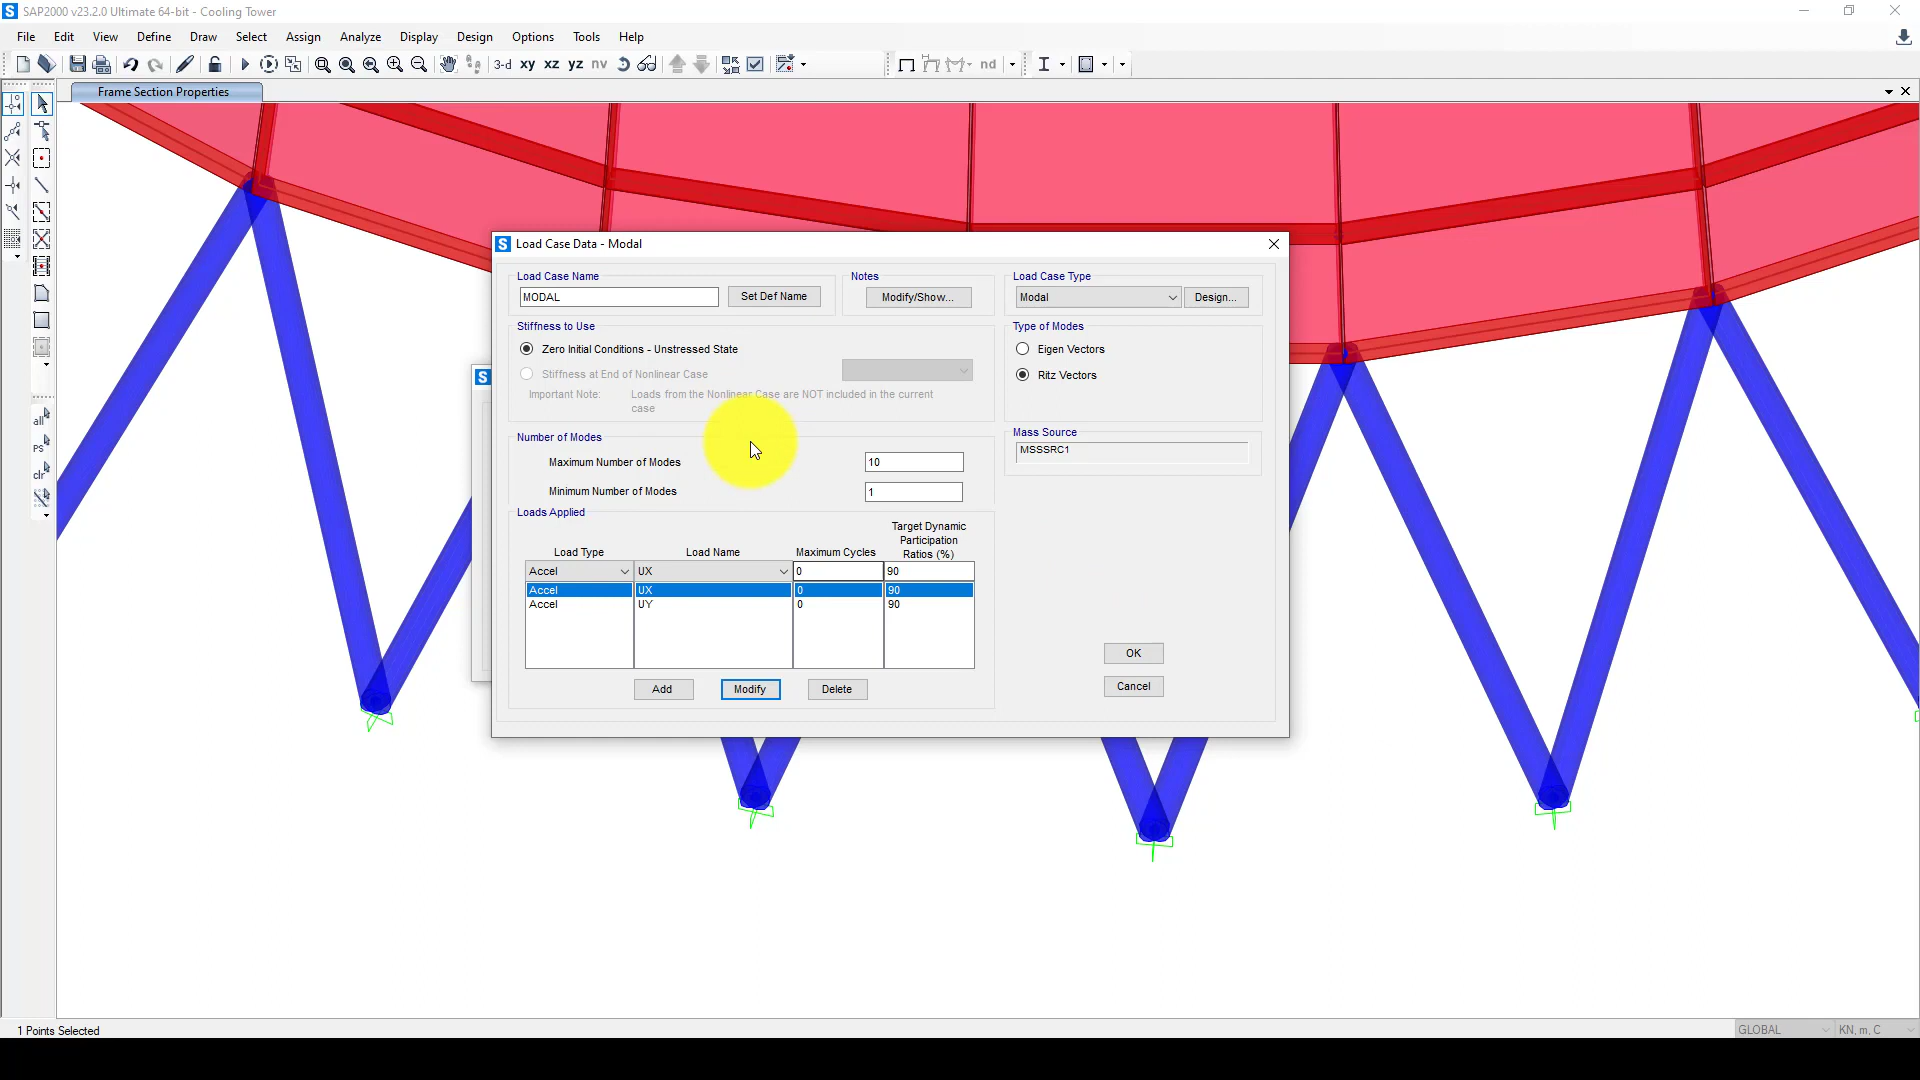 SAP2000 v23.2.0 Ultimate 64-bit - Cooling Tower
File Edit View Define Draw Select Assign Analyze Display Design Options Tools Help
3-d xy xz yz nv nd
Frame Section Properties
all
PS
clr
Load Case Data - Modal
Load Case Name Notes Load Case Type
MODAL Set Def Name Modify/Show... Modal Design...
Stiffness to Use Type of Modes
Zero Initial Conditions - Unstressed State Eigen Vectors
Stiffness at End of Nonlinear Case Ritz Vectors
Important Note: Loads from the Nonlinear Case are NOT included in the current
case
Number of Modes Mass Source
MSSSRC1
Maximum Number of Modes 10
Minimum Number of Modes 1
Loads Applied
Target Dynamic
Participation
Load Type Load Name Maximum Cycles Ratios (%)
Accel UX 0 90
Accel UX 0 90
Accel UY 0 90
OK
Add Modify Delete Cancel
1 Points Selected GLOBAL KN, m, C